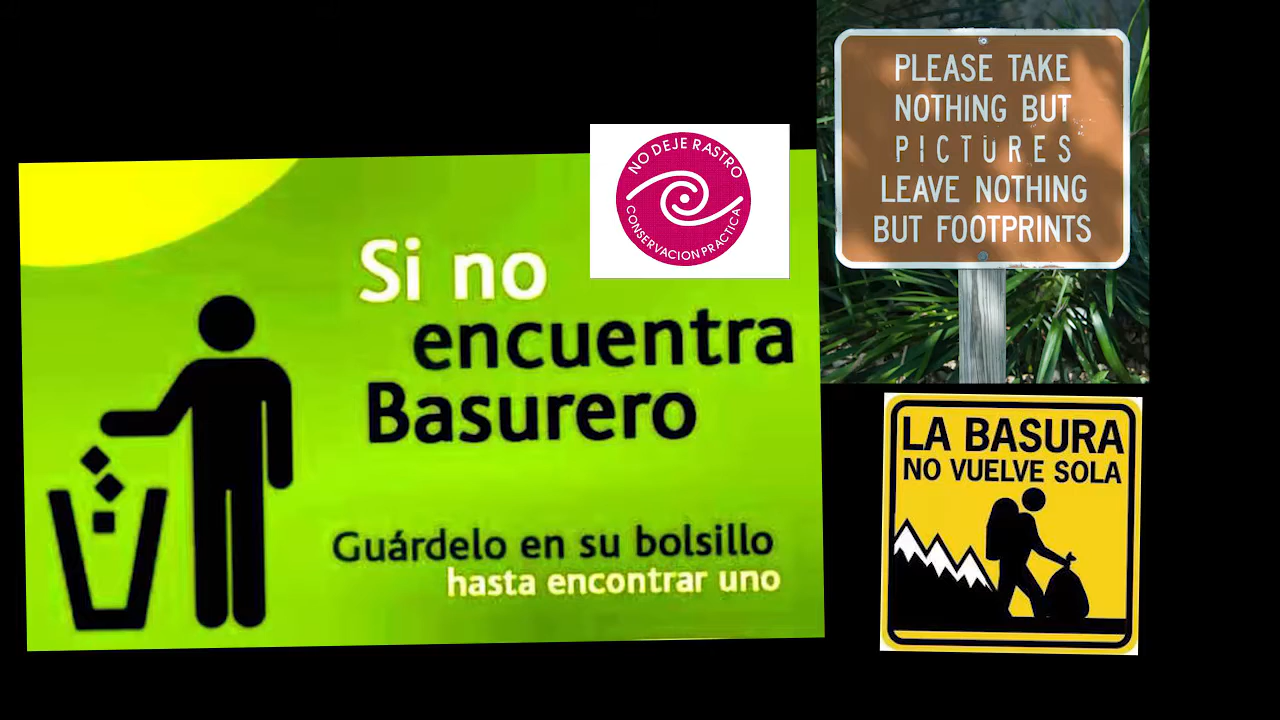 Si no
encuentra
Basurero
Guárdelo en su bolsillo
hasta encontrar uno
NO DEJE RASTRO
CONSERVACION PRACTICA
PLEASE TAKE
NOTHING BUT
PICTURES
LEAVE NOTHING
BUT FOOTPRINTS
LA BASURA
NO VUELVE SOLA